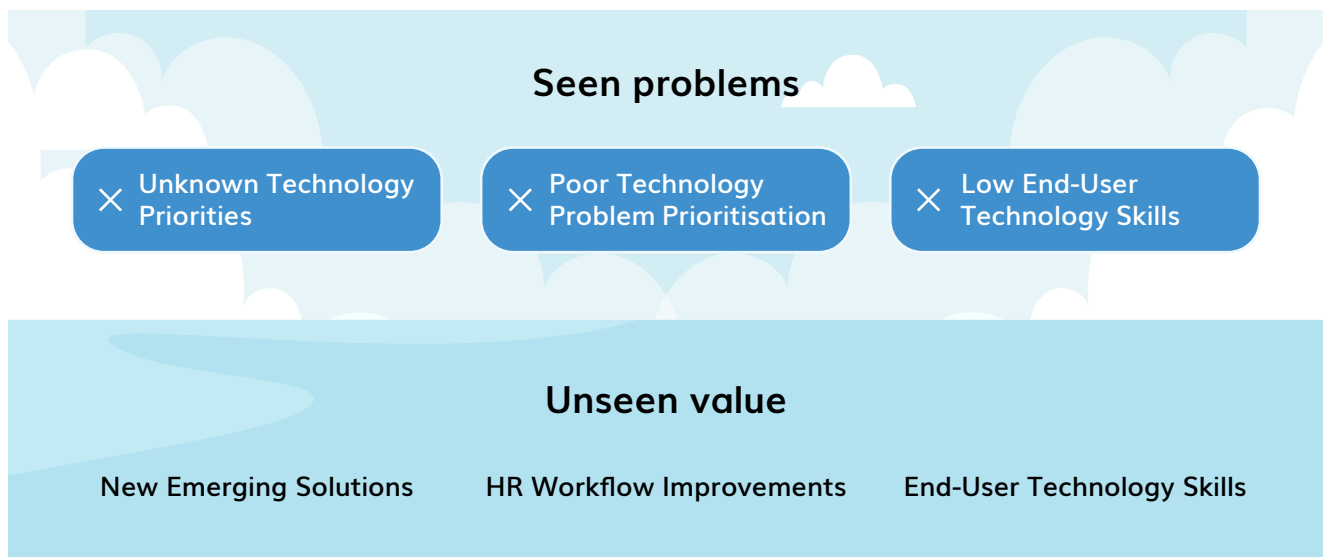 Seen problems
Unknown Technology
Priorities
Poor Technology
Problem Prioritisation
Low End-User
Technology Skills
Unseen value
New Emerging Solutions
HR Workflow Improvements
End-User Technology Skills